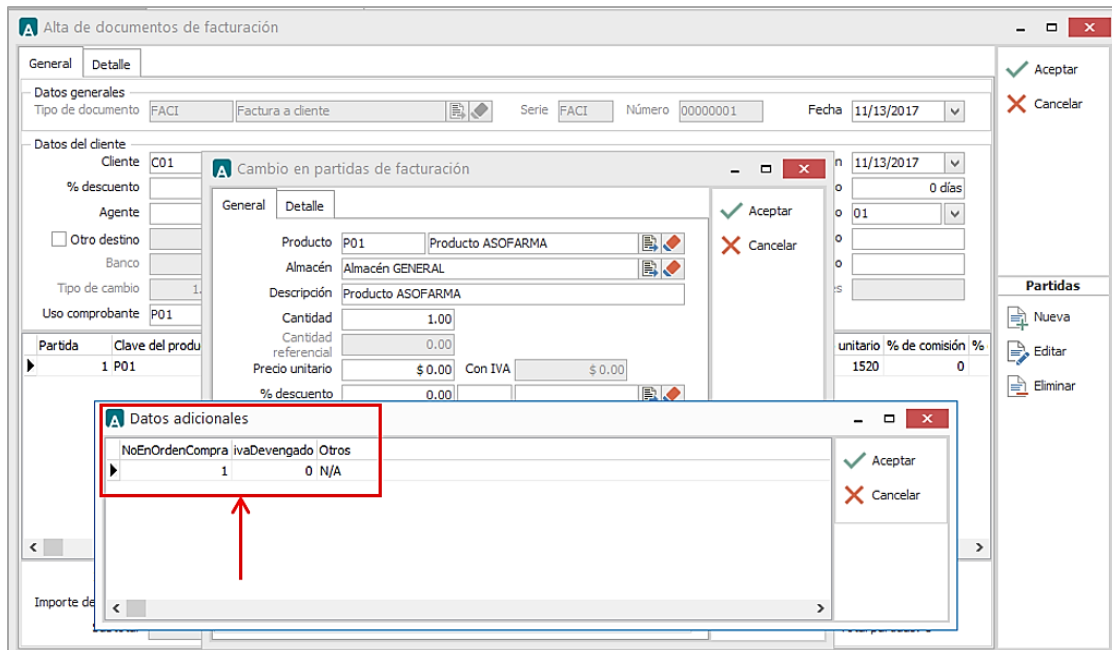 Alta de documentos de facturación
General Detalle
Aceptar
Cancelar
Datos generales
Tipo de documento FACI Factura a cliente Serie FACI Número 00000001 Fecha 11/13/2017
Datos del cliente
Cliente C01
11/13/2017
% descuento
0 días
Agente
01
Otro destino
Banco
Tipo de cambio 1.
Uso comprobante P01
Partidas
Nueva
Editar
Eliminar
Partida Clave del produ
unitario % de comisión %
1 P01
1520 0
Importe de
Cambio en partidas de facturación
General Detalle
Aceptar
Cancelar
Producto P01 Producto ASOFARMA
Almacén Almacén GENERAL
Descripción Producto ASOFARMA
Cantidad 1.00
Cantidad
referencial 0.00
Precio unitario $ 0.00 Con IVA $ 0.00
% descuento 0.00
Datos adicionales
NoEnOrdenCompra ivaDevengado Otros
1 0 N/A
Aceptar
Cancelar